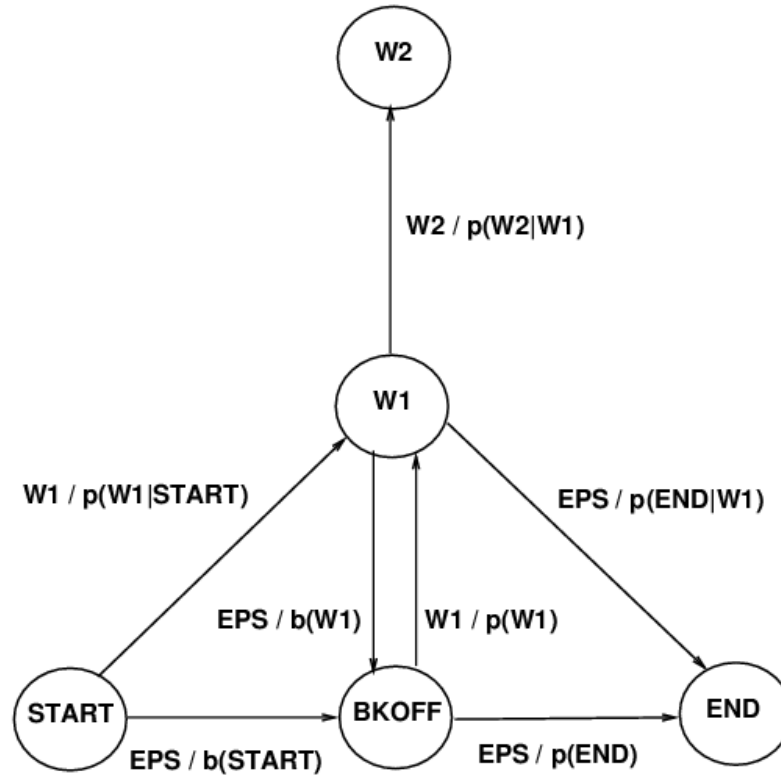 W2
W2 / p(W2|W1)
W1
W1 / p(W1|START)
EPS / p(END|W1)
EPS / b(W1)
W1 / p(W1)
START
BKOFF
END
EPS / b(START)
EPS / p(END)